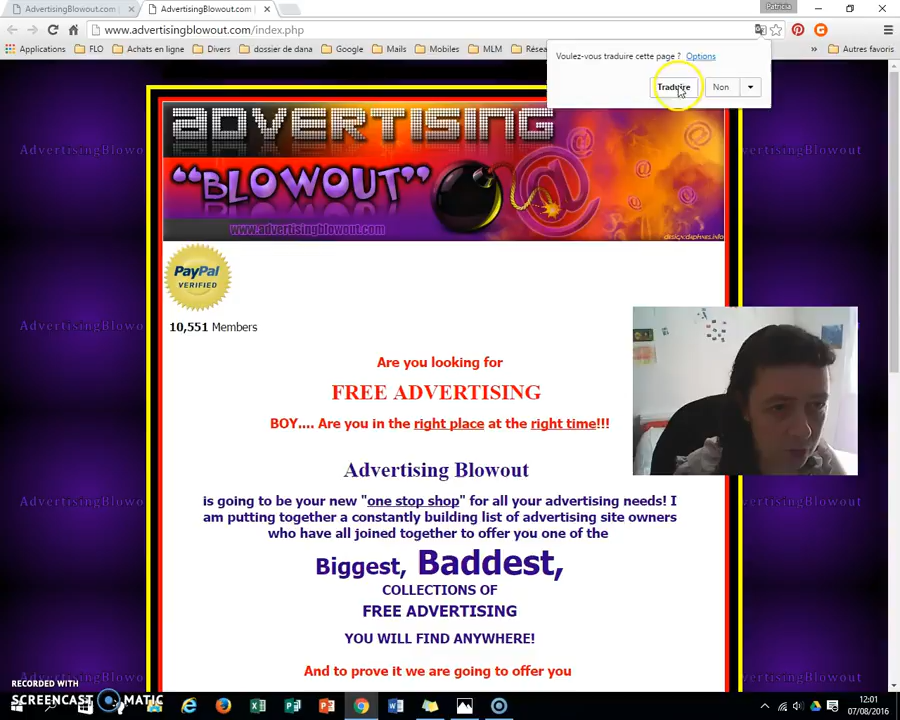 AdvertisingBlowout.com ×
AdvertisingBlowout.com ×
Patricia
www.advertisingblowout.com/index.php
Applications
FLO
Achats en ligne
Divers
dossier de dana
Google
Mails
Mobiles
MLM
Résea
»
Autres favoris
Voulez-vous traduire cette page ? Options
Traduire
Non
ADVERTISING
“BLOWOUT”
www.advertisingblowout.com
design.daphnes.info
AdvertisingBlowout
PayPal
VERIFIED
10,551 Members
Are you looking for
FREE ADVERTISING
BOY.... Are you in the right place at the right time!!!
Advertising Blowout
is going to be your new "one stop shop" for all your advertising needs! I
am putting together a constantly building list of advertising site owners
who have all joined together to offer you one of the
Biggest, Baddest,
COLLECTIONS OF
FREE ADVERTISING
YOU WILL FIND ANYWHERE!
And to prove it we are going to offer you
RECORDED WITH
SCREENCAST MATIC
12:01
07/08/2016